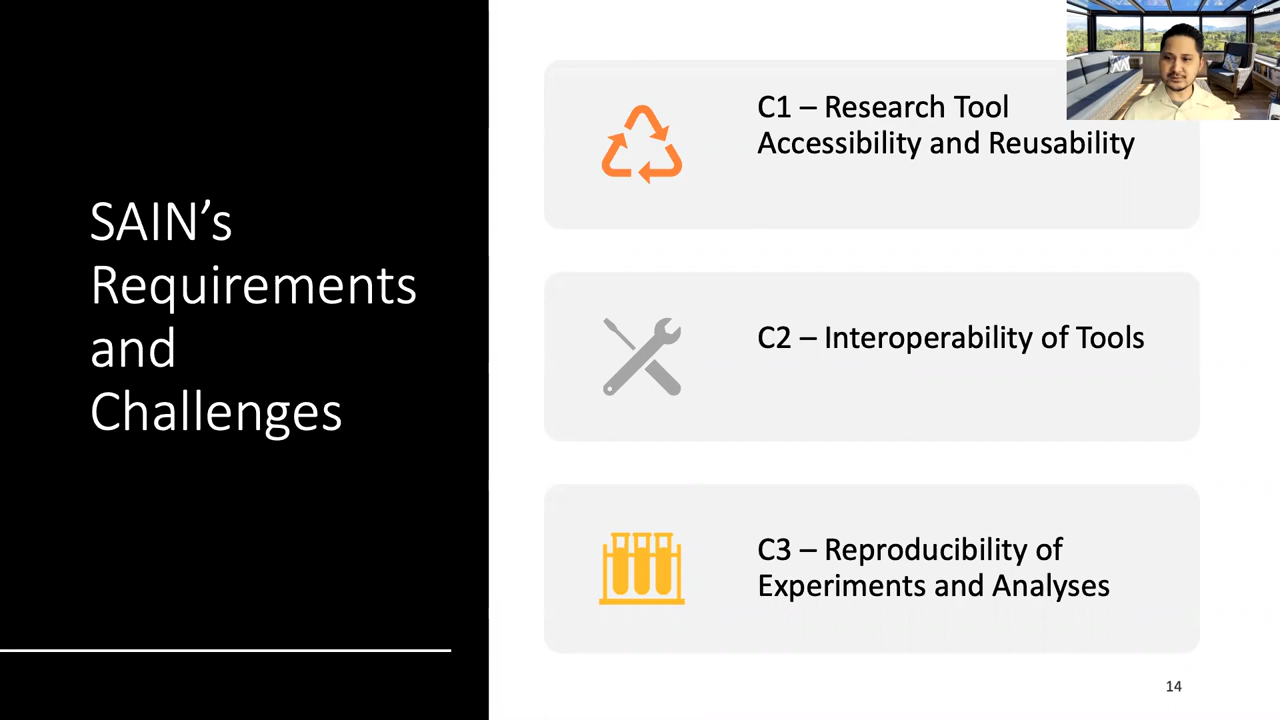 SAIN’s
Requirements
and
Challenges
C1 – Research Tool
Accessibility and Reusability
C2 – Interoperability of Tools
C3 – Reproducibility of
Experiments and Analyses
14